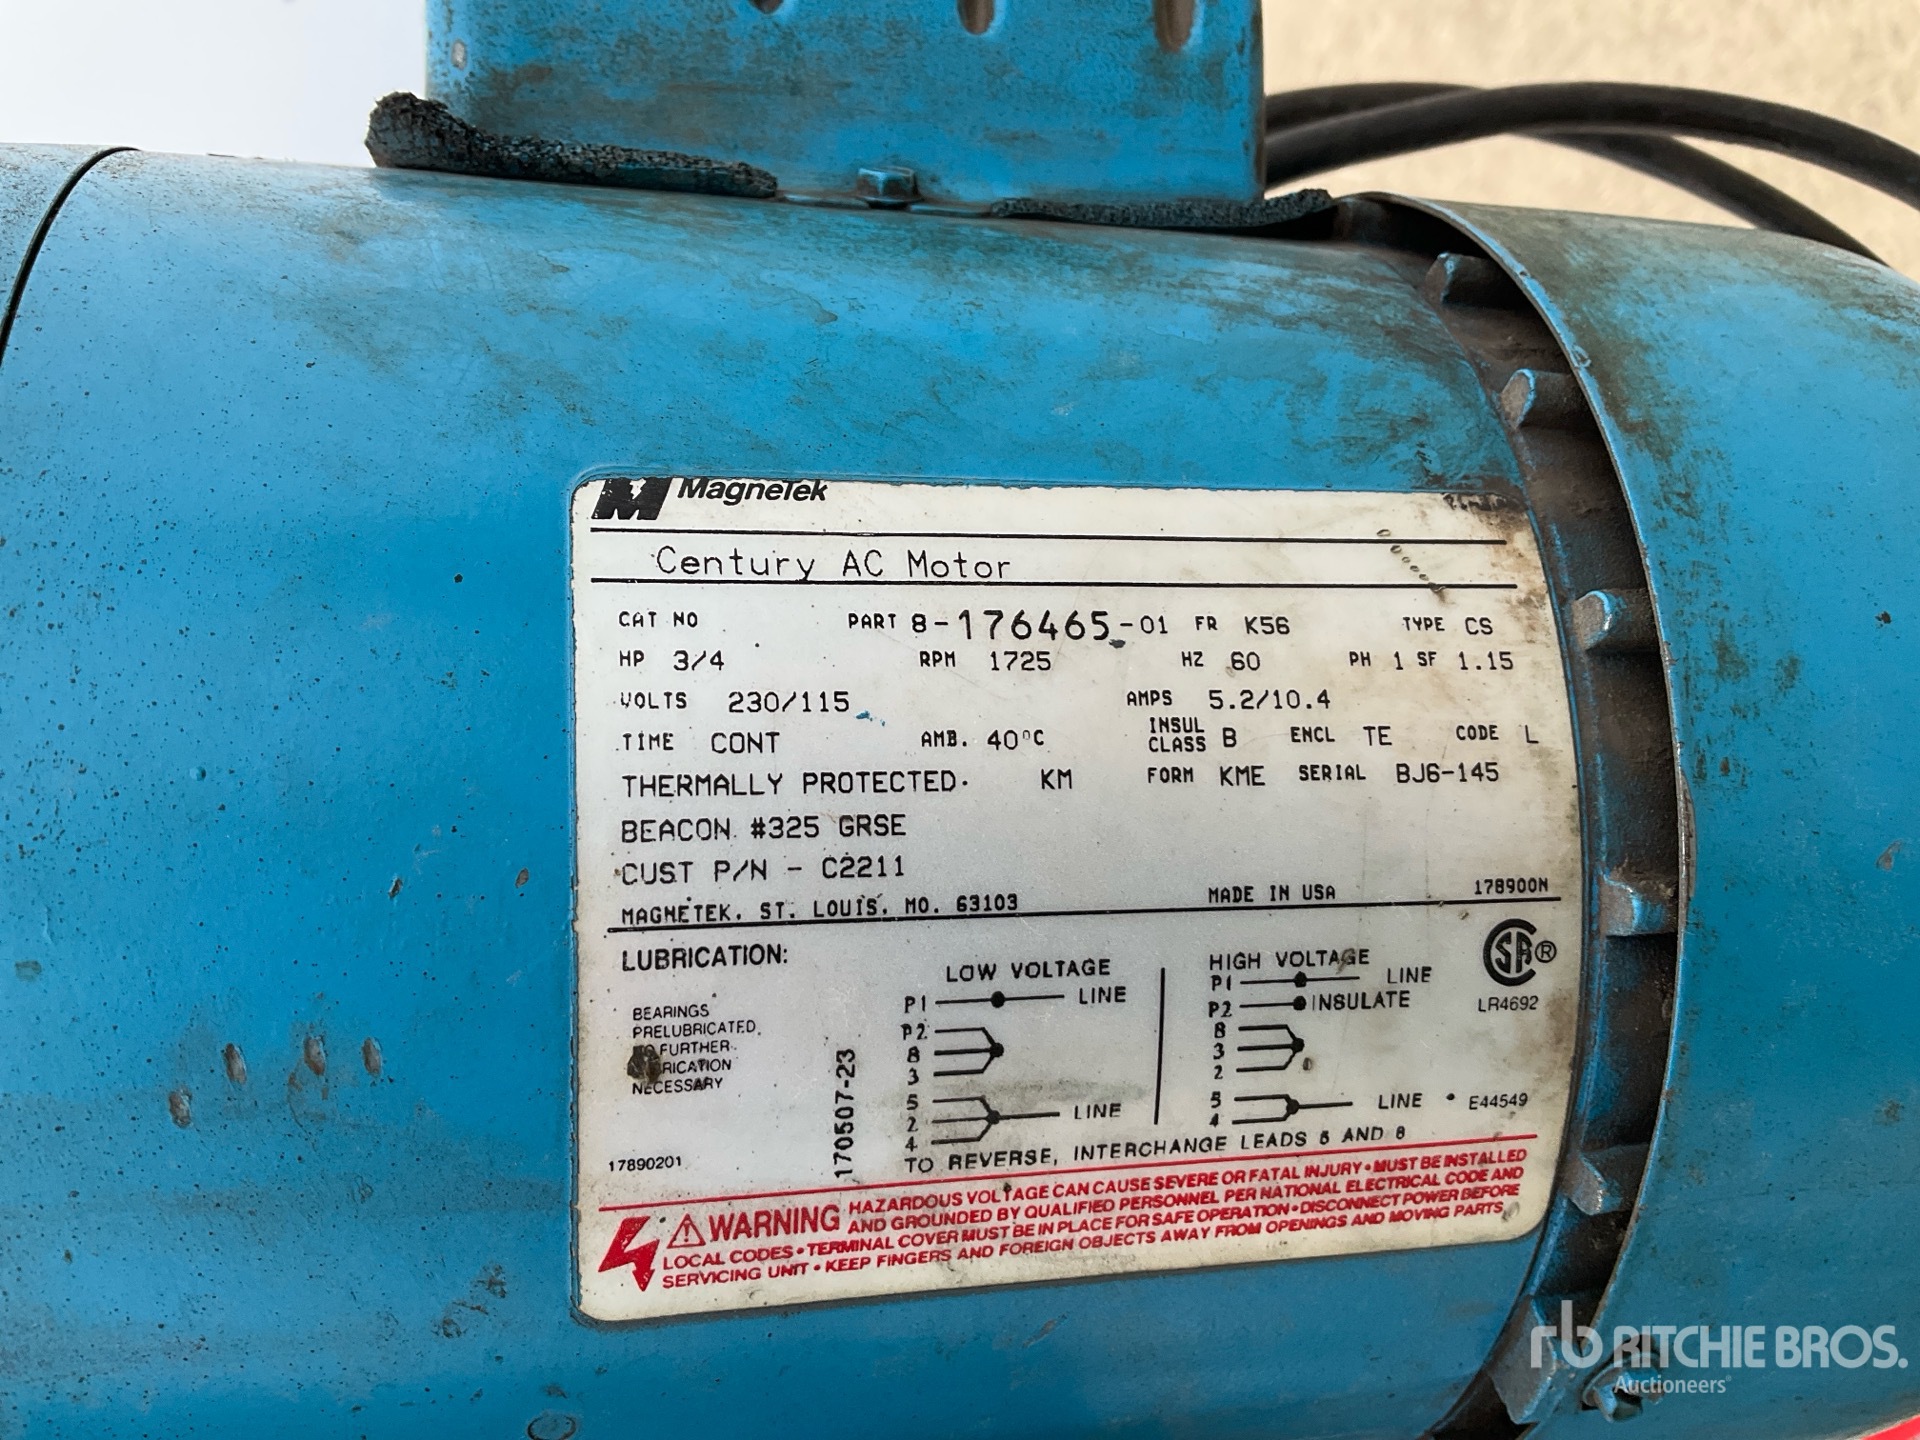 MagneTek
Century AC Motor
CAT NO PART 8-176465-01 FR K56 TYPE CS
HP 3/4 RPM 1725 HZ 60 PH 1 SF 1.15
VOLTS 230/115 AMPS 5.2/10.4
TIME CONT AMB. 40°C INSUL CLASS B ENCL TE CODE L
THERMALLY PROTECTED. KM FORM KME SERIAL BJ6-145
BEACON #325 GRSE
CUST P/N - C2211
MAGNETEK. ST. LOUIS. MO. 63103 MADE IN USA 178900N
LUBRICATION:
BEARINGS
PRELUBRICATED.
FURTHER
NECESSARY
17890201
170507-23
LOW VOLTAGE
P1 LINE
P2
8
3
5
2 LINE
4
HIGH VOLTAGE
P1 LINE
P2 INSULATE
8
3
2
5
4 LINE
SA ®
LR4692
E44549
TO REVERSE, INTERCHANGE LEADS 5 AND 8
WARNING HAZARDOUS VOLTAGE CAN CAUSE SEVERE OR FATAL INJURY • MUST BE INSTALLED
AND GROUNDED BY QUALIFIED PERSONNEL PER NATIONAL ELECTRICAL CODE AND
LOCAL CODES • TERMINAL COVER MUST BE IN PLACE FOR SAFE OPERATION • DISCONNECT POWER BEFORE
SERVICING UNIT • KEEP FINGERS AND FOREIGN OBJECTS AWAY FROM OPENINGS AND MOVING PARTS
rb RITCHIE BROS.
Auctioneers